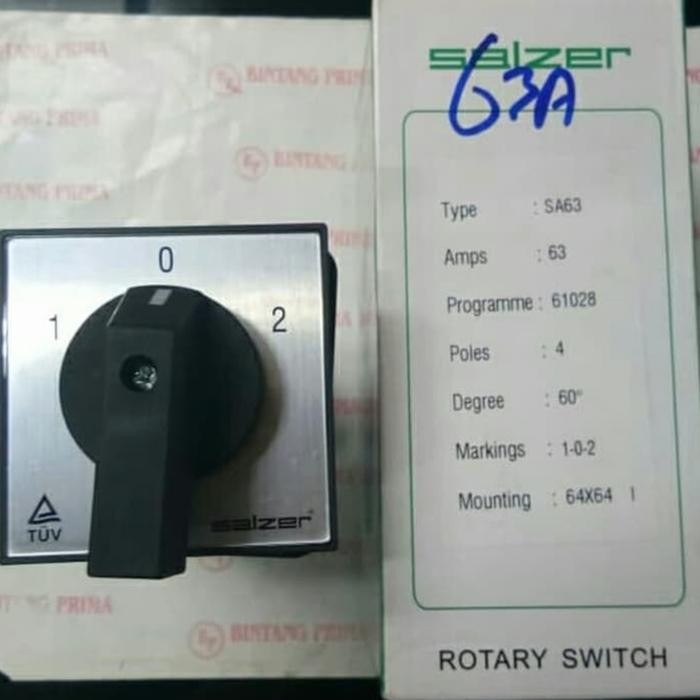 BINTANG PRIMA
salzer
63A
Type : SA63
Amps : 63
Programme : 61028
Poles : 4
Degree : 60°
Markings : 1-0-2
Mounting : 64X64 I
ROTARY SWITCH
0
1
2
TÜV
salzer
BINTANG
PRIMA
BINTANG PRIMA